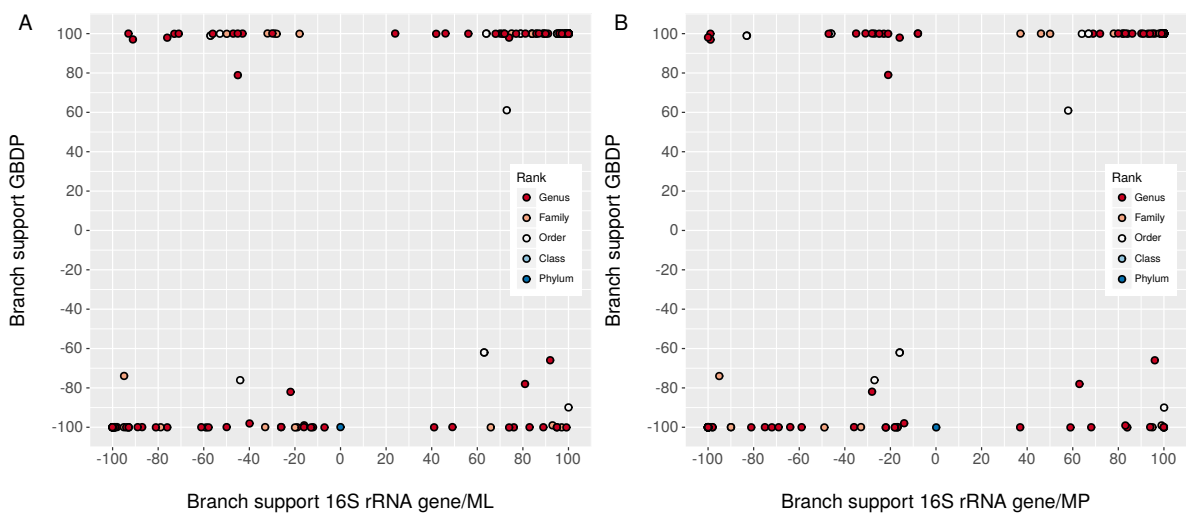 A
100
80
60
40
20
0
-20
-40
-60
-80
-100
-100 -80 -60 -40 -20 0 20 40 60 80 100
Branch support GBDP
Branch support 16S rRNA gene/ML
Rank
Genus
Family
Order
Class
Phylum
B
100
80
60
40
20
0
-20
-40
-60
-80
-100
-100 -80 -60 -40 -20 0 20 40 60 80 100
Branch support GBDP
Branch support 16S rRNA gene/MP
Rank
Genus
Family
Order
Class
Phylum